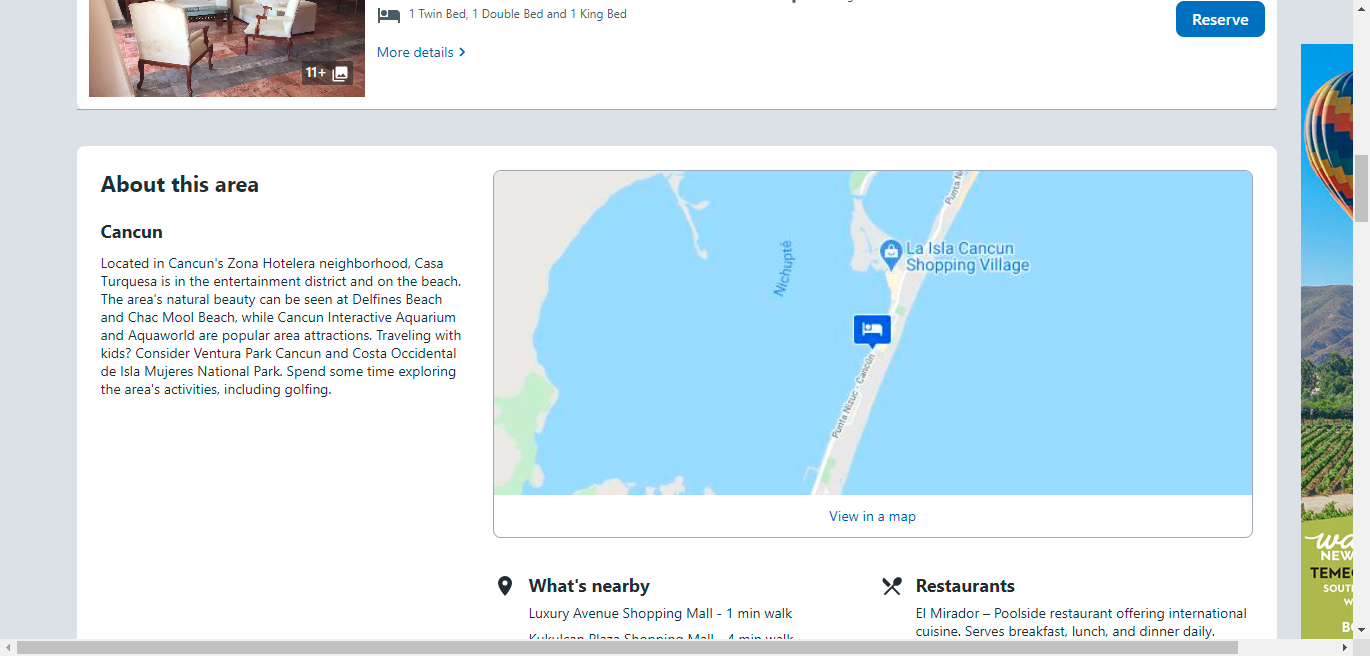 1 Twin Bed, 1 Double Bed and 1 King Bed
Reserve
More details
11+
About this area
Cancun
Located in Cancun's Zona Hotelera neighborhood, Casa
Turquesa is in the entertainment district and on the beach.
The area's natural beauty can be seen at Delfines Beach
and Chac Mool Beach, while Cancun Interactive Aquarium
and Aquaworld are popular area attractions. Traveling with
kids? Consider Ventura Park Cancun and Costa Occidental
de Isla Mujeres National Park. Spend some time exploring
the area's activities, including golfing.
Punta
Nichupté
La Isla Cancun
Shopping Village
Punta Nizuc - Cancún
View in a map
What's nearby
Luxury Avenue Shopping Mall - 1 min walk
Kukulcan Plaza Shopping Mall - 4 min walk
Restaurants
El Mirador – Poolside restaurant offering international
cuisine. Serves breakfast, lunch, and dinner daily.
NEW